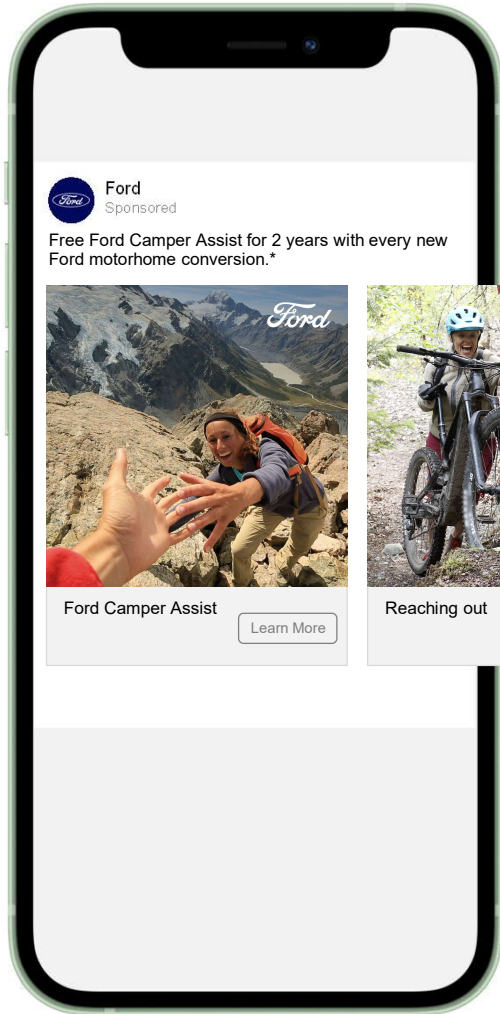 Ford
Ford
Sponsored
Free Ford Camper Assist for 2 years with every new
Ford motorhome conversion.*
Ford
Ford Camper Assist
Learn More
Reaching out